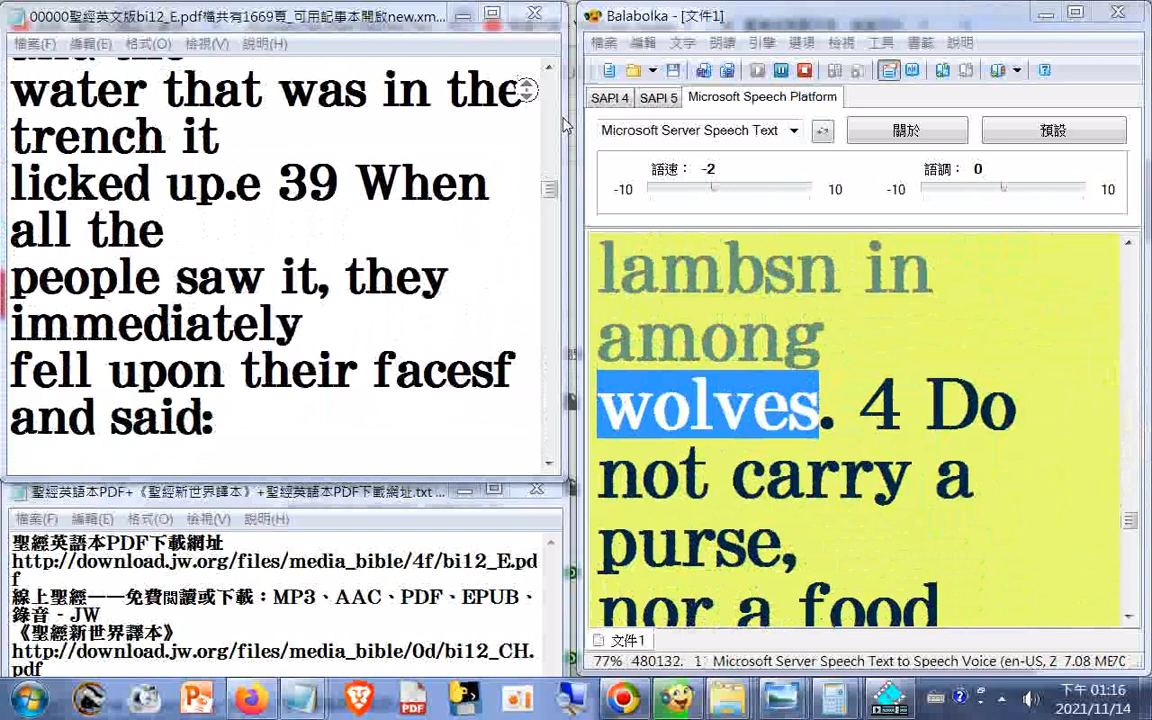 00000聖經英文版bi12_E.pdf檔共有1669頁_可用記事本開啟new.xm...
檔案(F) 編輯(E) 格式(O) 檢視(V) 說明(H)
water that was in the
trench it
licked up.e 39 When
all the
people saw it, they
immediately
fell upon their facesf
and said:
聖經英語本PDF+《聖經新世界譯本》+聖經英語本PDF下載網址.txt ...
檔案(F) 編輯(E) 格式(O) 檢視(V) 說明(H)
聖經英語本PDF下載網址
http://download.jw.org/files/media_bible/4f/bi12_E.pd
f
線上聖經——免費閱讀或下載：MP3、AAC、PDF、EPUB、
錄音 - JW
《聖經新世界譯本》
http://download.jw.org/files/media_bible/0d/bi12_CH.
pdf
Balabolka - [文件1]
檔案 編輯 文字 朗讀 引擎 選項 檢視 工具 書籤 說明
SAPI 4 SAPI 5 Microsoft Speech Platform
Microsoft Server Speech Text 關於 預設
語速： -2 語調： 0
-10 10 -10 10
lambsn in
among
wolves. 4 Do
not carry a
purse,
nor a food
文件1
77% 480132. Microsoft Server Speech Text to Speech Voice (en-US, Z 7.08 ME
PDF
下午 01:16
2021/11/14